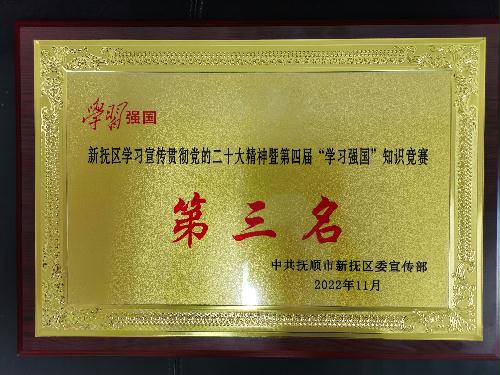 學習强国
新抚区学习宣传贯彻党的二十大精神暨第四届“学习强国”知识竞赛
第三名
中共抚顺市新抚区委宣传部
2022年11月